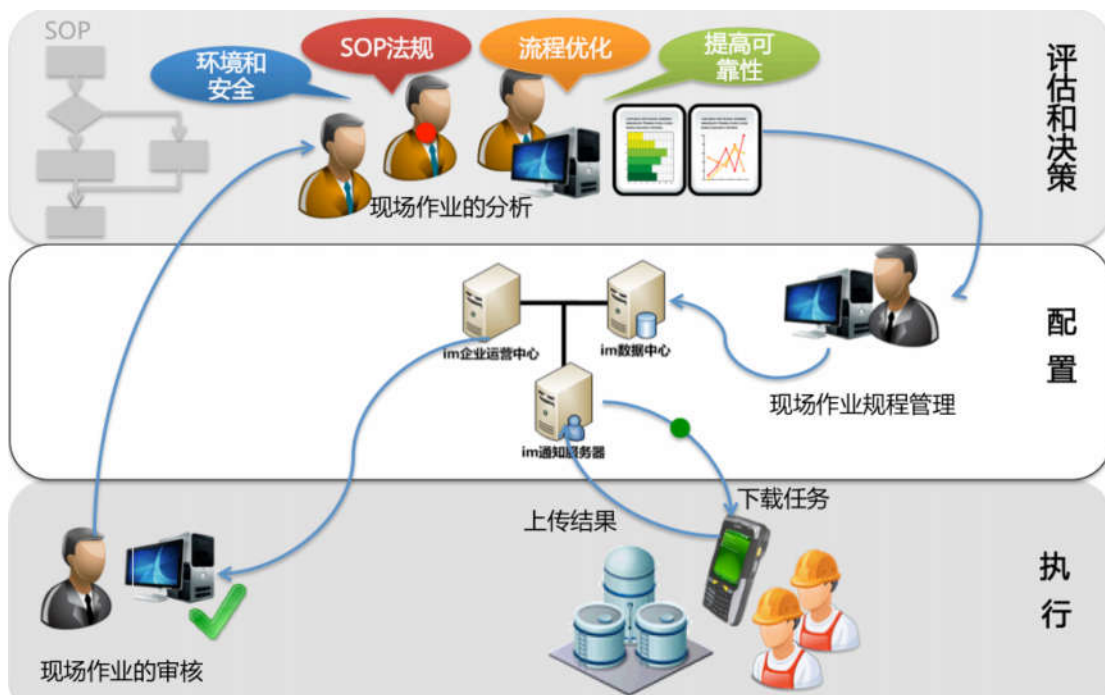 SOP
环境和
安全
SOP法规
流程优化
提高可
靠性
评估和决策
现场作业的分析
im企业运营中心
im数据中心
配置
现场作业规程管理
im通知服务器
下载任务
上传结果
执行
现场作业的审核